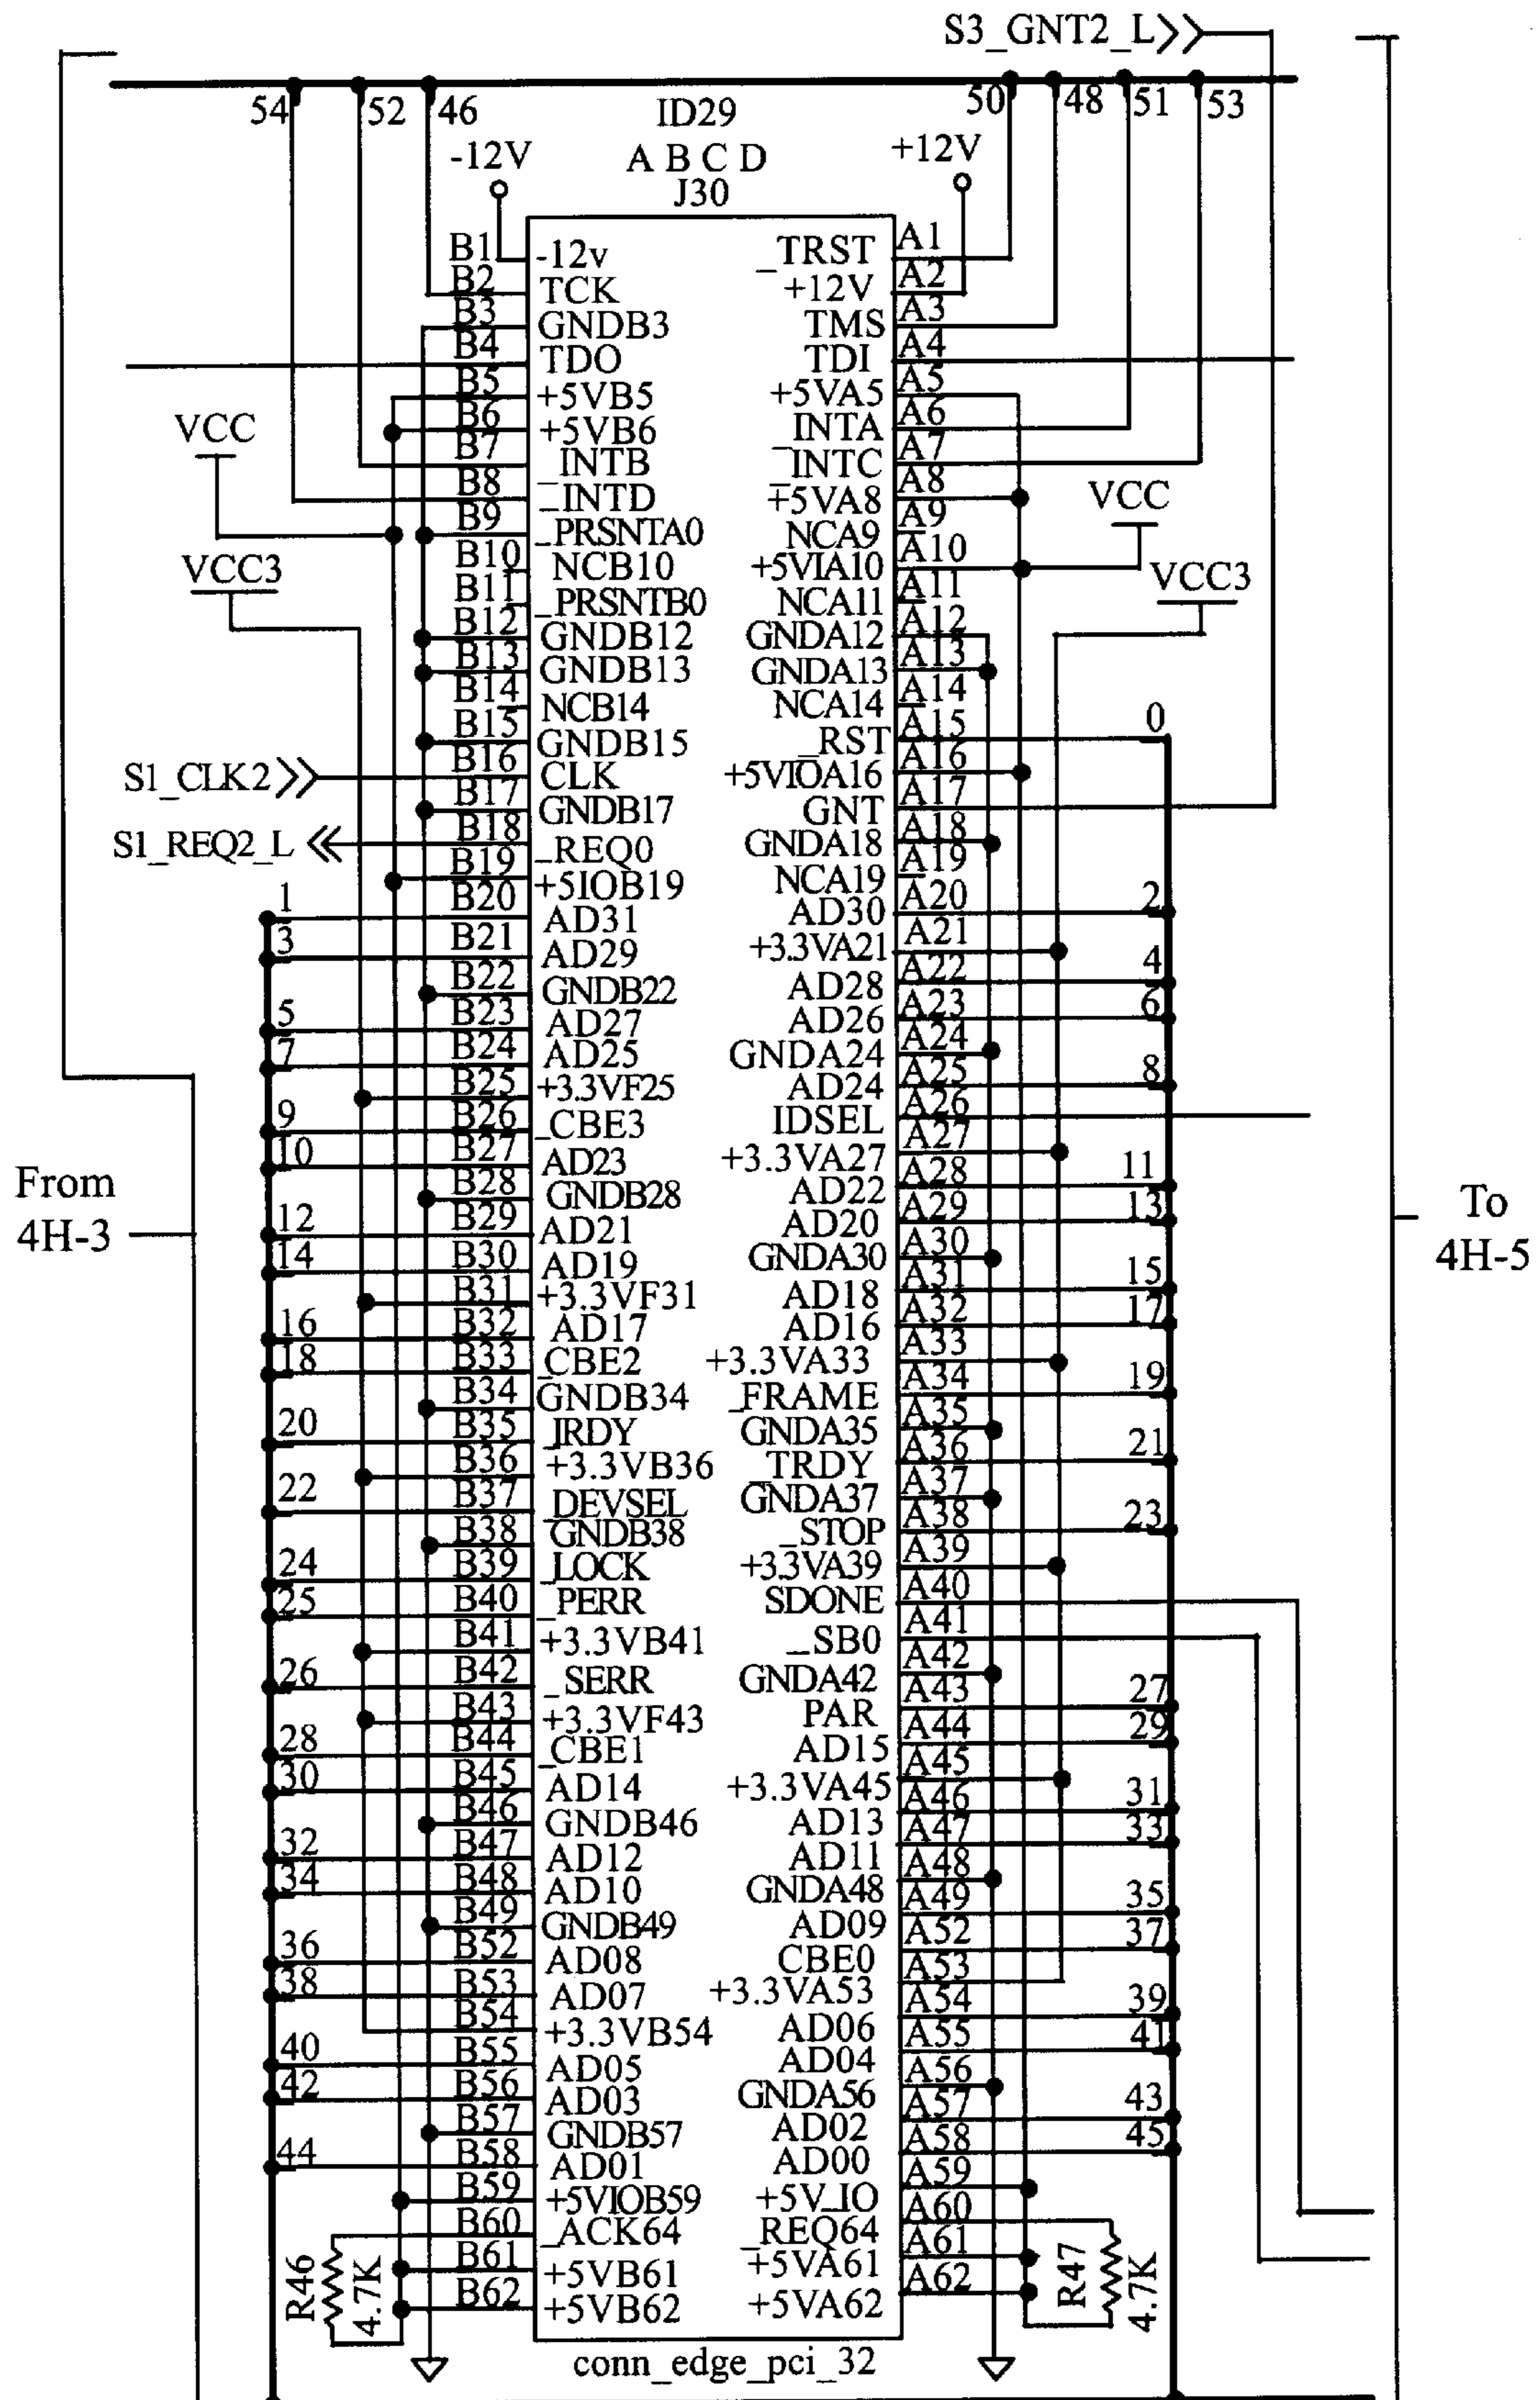 S3_GNT2_L
54 52 46 50 48 51 53
ID29
-12V A B C D +12V
J30
B1 -12v _TRST A1
B2 TCK +12V A2
B3 GNDB3 TMS A3
B4 TDO TDI A4
B5 +5VB5 +5VA5 A5
VCC B6 +5VB6 _INTA A6
B7 _INTB _INTC A7
B8 _INTD +5VA8 A8 VCC
B9 _PRSNTA0 NCA9 A9
VCC3 B10 NCB10 +5VIA10 A10 VCC3
B11 _PRSNTB0 NCA11 A11
B12 GNDB12 GNDA12 A12
B13 GNDB13 GNDA13 A13
B14 NCB14 NCA14 A14
B15 GNDB15 _RST A15 0
S1_CLK2 B16 CLK +5VIOA16 A16
B17 GNDB17 GNT A17
S1_REQ2_L B18 _REQ0 GNDA18 A18
B19 +5IOB19 NCA19 A19
1 B20 AD31 AD30 A20 2
3 B21 AD29 +3.3VA21 A21
B22 GNDB22 AD28 A22 4
5 B23 AD27 AD26 A23 6
7 B24 AD25 GNDA24 A24
B25 +3.3VF25 AD24 A25 8
9 B26 _CBE3 IDSEL A26
10 B27 AD23 +3.3VA27 A27
B28 GNDB28 AD22 A28 11
12 B29 AD21 AD20 A29 13
14 B30 AD19 GNDA30 A30
B31 +3.3VF31 AD18 A31 15
16 B32 AD17 AD16 A32 17
18 B33 _CBE2 +3.3VA33 A33
B34 GNDB34 _FRAME A34 19
20 B35 _IRDY GNDA35 A35
B36 +3.3VB36 _TRDY A36 21
22 B37 _DEVSEL GNDA37 A37
B38 GNDB38 _STOP A38 23
24 B39 _LOCK +3.3VA39 A39
25 B40 _PERR SDONE A40
B41 +3.3VB41 _SB0 A41
26 B42 _SERR GNDA42 A42
B43 +3.3VF43 PAR A43 27
28 B44 _CBE1 AD15 A44 29
30 B45 AD14 +3.3VA45 A45
B46 GNDB46 AD13 A46 31
32 B47 AD12 AD11 A47 33
34 B48 AD10 GNDA48 A48
B49 GNDB49 AD09 A49 35
36 B52 AD08 CBE0 A52 37
38 B53 AD07 +3.3VA53 A53
B54 +3.3VB54 AD06 A54 39
40 B55 AD05 AD04 A55 41
42 B56 AD03 GNDA56 A56
B57 GNDB57 AD02 A57 43
44 B58 AD01 AD00 A58 45
B59 +5VIOB59 +5V_IO A59
B60 _ACK64 _REQ64 A60
B61 +5VB61 +5VA61 A61
B62 +5VB62 +5VA62 A62
R46
4.7K
R47
4.7K
conn_edge_pci_32
From
4H-3
To
4H-5